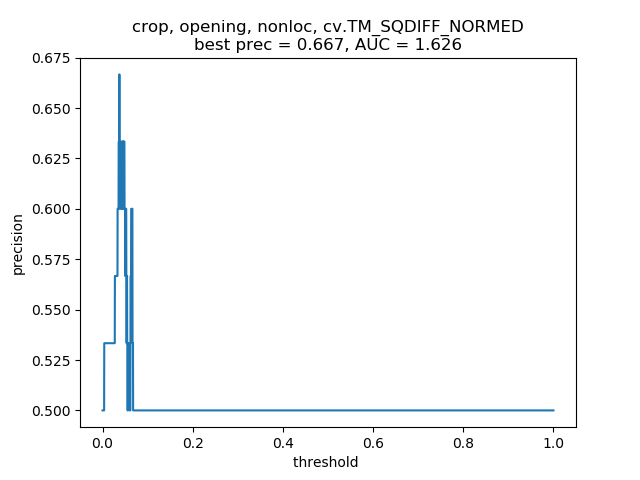 crop, opening, nonloc, cv.TM_SQDIFF_NORMED
best prec = 0.667, AUC = 1.626
0.675
0.650
0.625
0.600
0.575
0.550
0.525
0.500
precision
0.0 0.2 0.4 0.6 0.8 1.0
threshold